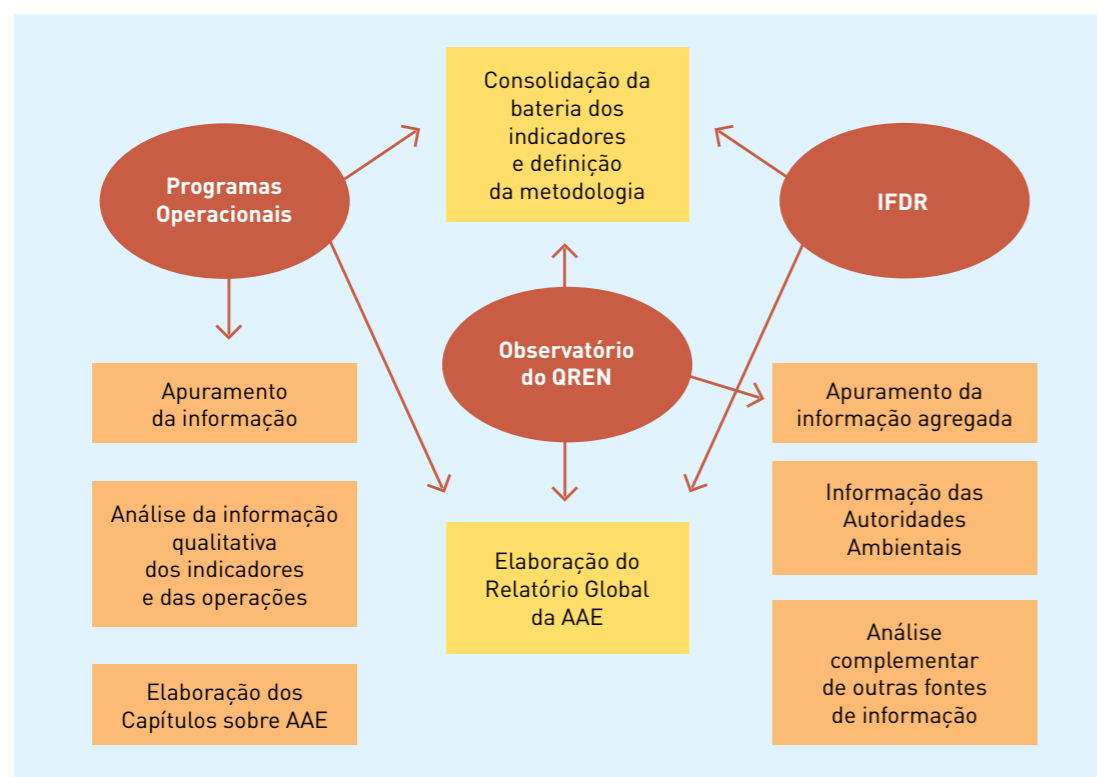 Consolidação da
bateria dos
indicadores
e definição
da metodologia
Programas
Operacionais
IFDR
Observatório
do QREN
Apuramento
da informação
Apuramento da
informação agregada
Análise da informação
qualitativa
dos indicadores
e das operações
Informação das
Autoridades
Ambientais
Elaboração do
Relatório Global
da AAE
Análise
complementar
de outras fontes
de informação
Elaboração dos
Capítulos sobre AAE